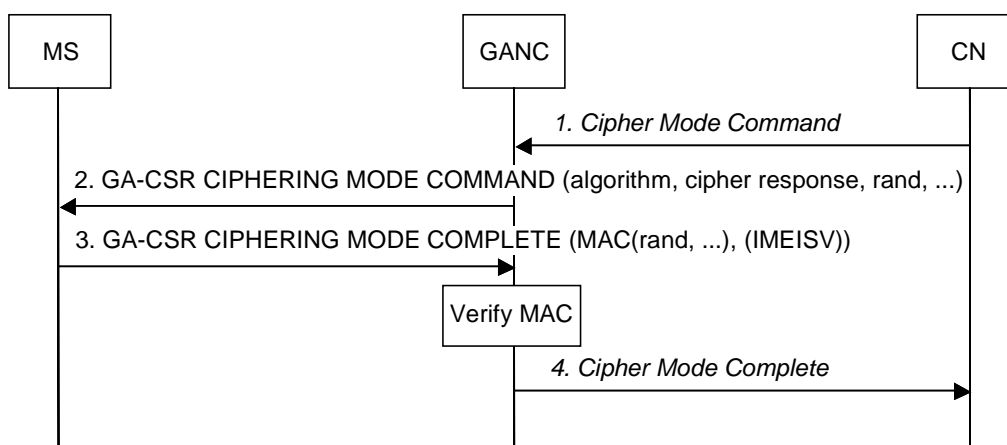 MS
GANC
CN
1. Cipher Mode Command
2. GA-CSR CIPHERING MODE COMMAND (algorithm, cipher response, rand, ...)
3. GA-CSR CIPHERING MODE COMPLETE (MAC(rand, ...), (IMEISV))
Verify MAC
4. Cipher Mode Complete